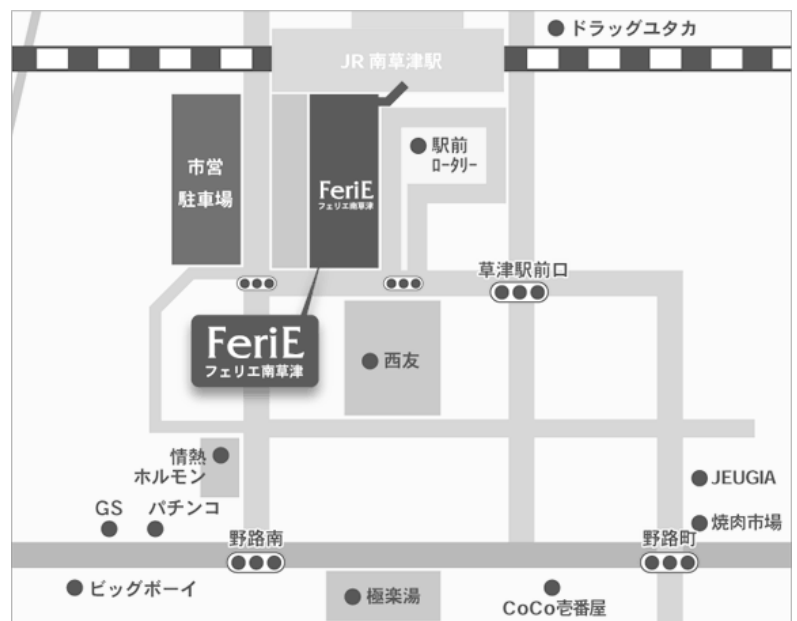 ドラッグユタカ
JR 南草津駅
駅前
ロータリー
市営
駐車場
FeriE
フェリエ南草津
草津駅前口
FeriE
フェリエ南草津
西友
情熱
ホルモン
JEUGIA
GS
パチンコ
焼肉市場
野路南
野路町
ビッグボーイ
極楽湯
CoCo壱番屋